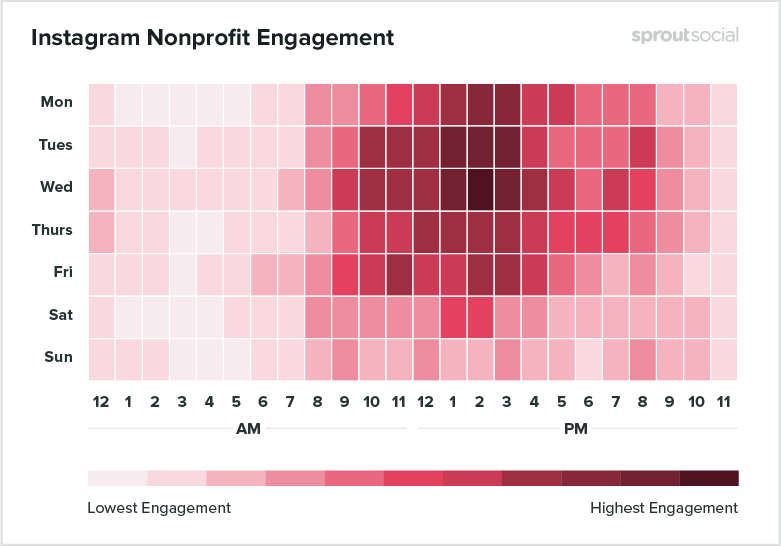 Instagram Nonprofit Engagement
sproutsocial
Mon
Tues
Wed
Thurs
Fri
Sat
Sun
12 1 2 3 4 5 6 7 8 9 10 11 12 1 2 3 4 5 6 7 8 9 10 11
AM PM
Lowest Engagement Highest Engagement